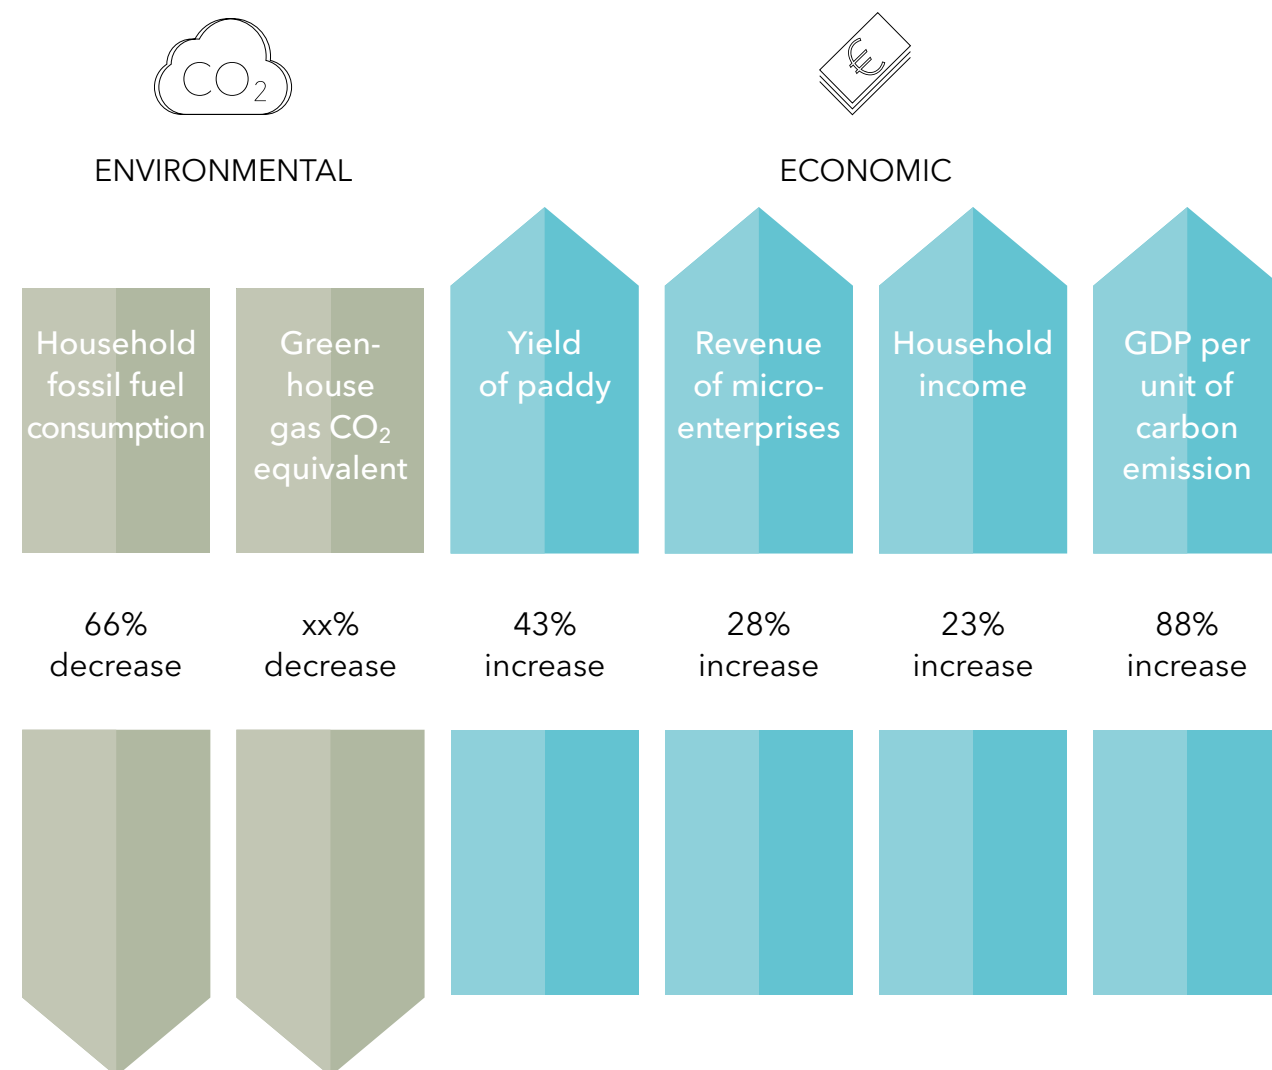 CO₂
€
ENVIRONMENTAL
ECONOMIC
Household
fossil fuel
consumption
Green-
house
gas CO₂
equivalent
Yield
of paddy
Revenue
of micro-
enterprises
Household
income
GDP per
unit of
carbon
emission
66%
decrease
xx%
decrease
43%
increase
28%
increase
23%
increase
88%
increase